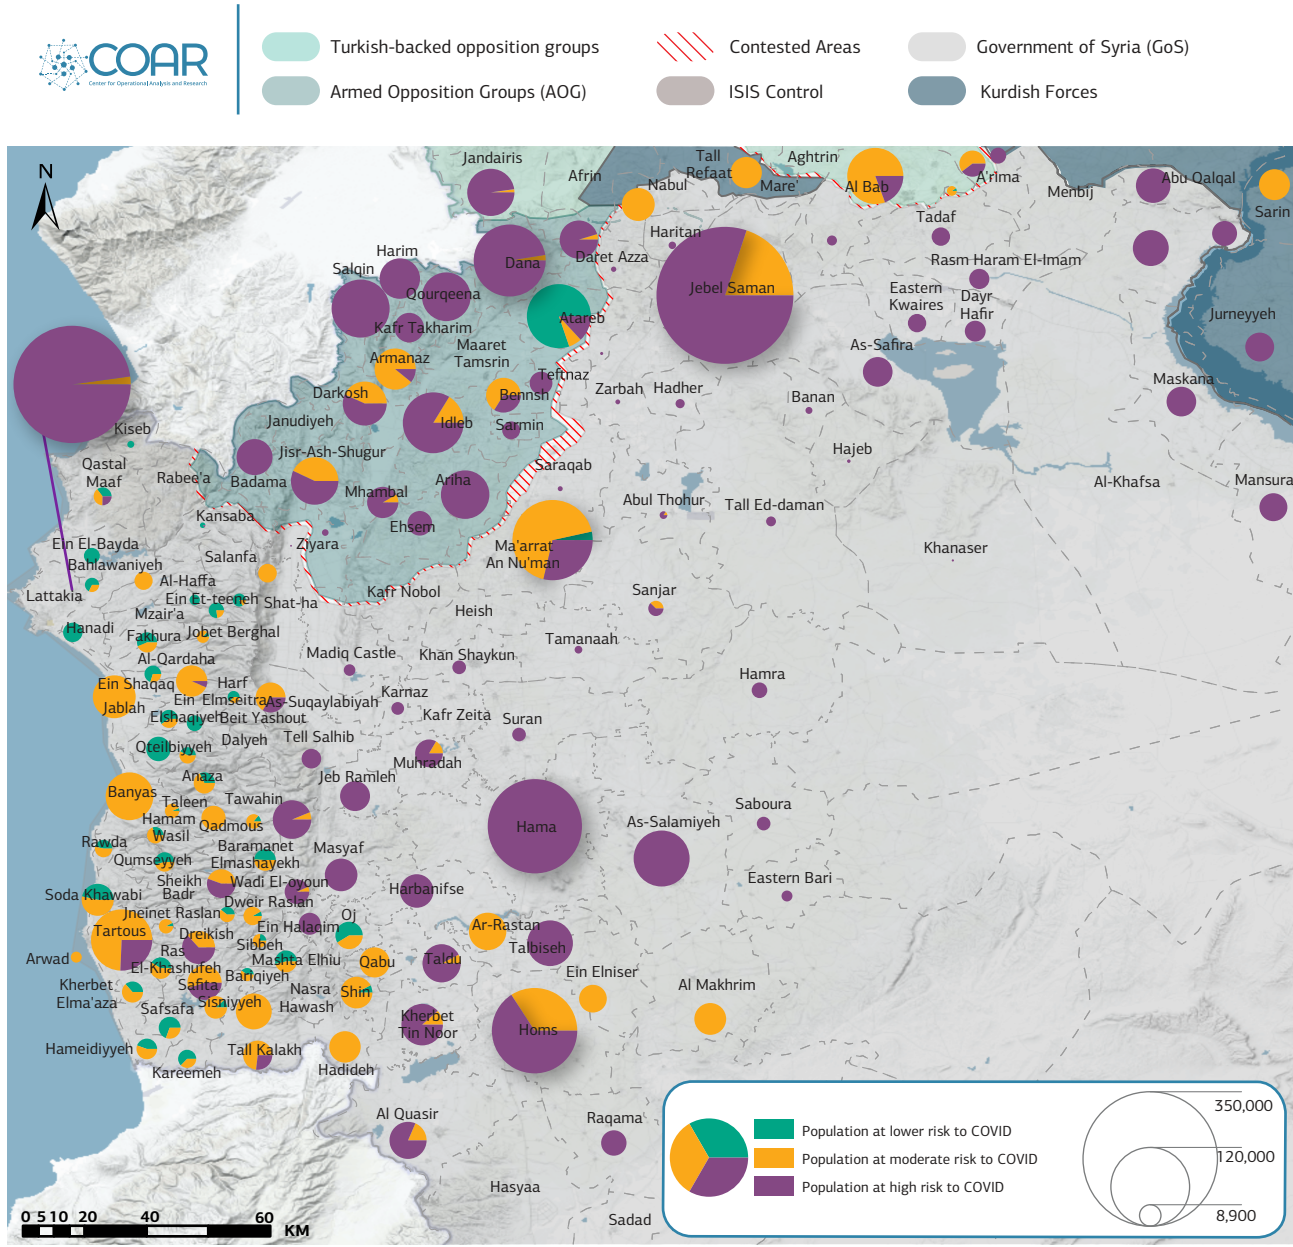 COAR
Center for Operational Analysis and Research
Turkish-backed opposition groups
Contested Areas
Government of Syria (GoS)
Armed Opposition Groups (AOG)
ISIS Control
Kurdish Forces
N
Jandairis
Afrin
Tall
Refaat
Aghtrin
Nabul
Mare'
Al Bab
A'rima
Menbij
Abu Qalqal
Sarin
Tadaf
Haritan
Harim
Salqin
Dana
Daret Azza
Rasm Haram El-Imam
Qourqeena
Jebel Saman
Eastern
Kwaires
Dayr
Hafir
Atareb
Jurneyyeh
Kafr Takharim
Maaret
Tamsrin
As-Safira
Armanaz
Teftnaz
Maskana
Darkosh
Bennsh
Zarbah
Hadher
Banan
Janudiyeh
Idleb
Sarmin
Kiseb
Hajeb
Jisr-Ash-Shugur
Qastal
Maaf
Rabee'a
Badama
Saraqab
Ariha
Mhambal
Al-Khafsa
Mansura
Abul Thohur
Tall Ed-daman
Kansaba
Ehsem
Ein El-Bayda
Ziyara
Ma'arrat
An Nu'man
Khanaser
Salanfa
Bahlawaniyeh
Al-Haffa
Lattakia
Kafr Nobol
Sanjar
Ein Et-teeneh
Shat-ha
Mzair'a
Heish
Hanadi
Fakhura
Jobet Berghal
Tamanaah
Al-Qardaha
Madiq Castle
Khan Shaykun
Hamra
Ein Shaqaq
Harf
Ein Elmseitra
As-Suqaylabiyah
Karnaz
Jablah
Elshaqiyeh
Beit Yashout
Kafr Zeita
Suran
Qteilbiyyeh
Dalyeh
Tell Salhib
Muhradah
Anaza
Jeb Ramleh
Banyas
Taleen
Tawahin
Saboura
Hamam
Wasil
Qadmous
Hama
As-Salamiyeh
Rawda
Baramanet
Elmashayekh
Masyaf
Qumseyyeh
Sheikh
Badr
Wadi El-oyoun
Eastern Bari
Soda Khawabi
Harbanifse
Dweir Raslan
Jneinet Raslan
Oj
Tartous
Ein Halaqim
Ar-Rastan
Dreikish
Sibbeh
Talbiseh
Arwad
Ras
El-Khashufeh
Mashta Elhiu
Qabu
Taldu
Bariqiyeh
Ein Elniser
Kherbet
Elma'aza
Safita
Nasra
Shin
Al Makhrim
Safsafa
Sisniyyeh
Hawash
Kherbet
Tin Noor
Homs
Hameidiyyeh
Tall Kalakh
Kareemeh
Hadideh
Al Quasir
Raqama
Hasyaa
Sadad
Population at lower risk to COVID
Population at moderate risk to COVID
Population at high risk to COVID
350,000
120,000
8,900
0 5 10 20 40 60
KM